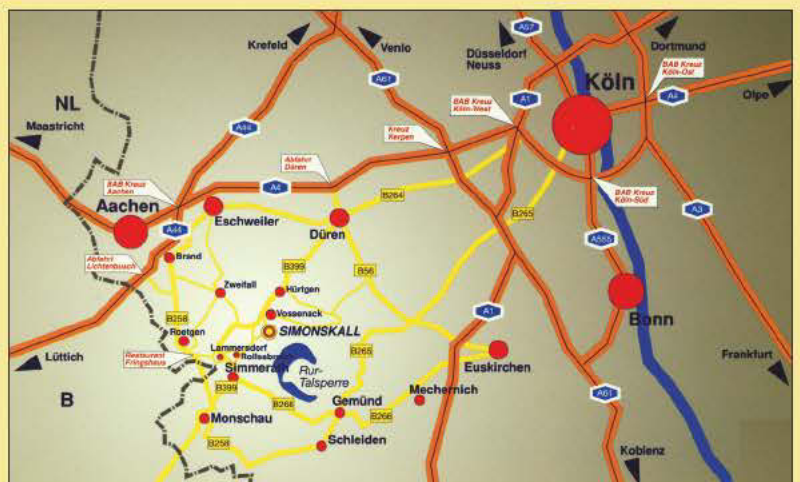 Krefeld
Venlo
A57
Düsseldorf
Neuss
Dortmund
Köln
BAB Kreuz
Köln-Ost
A4
Olpe
A61
A1
BAB Kreuz
Köln-West
NL
Maastricht
A44
Kreuz
Kerpen
Abfahrt
Düren
BAB Kreuz
Aachen
A4
B264
BAB Kreuz
Köln-Süd
A3
Aachen
Eschweiler
Düren
B265
A44
A555
Brand
Abfahrt
Lichtenbusch
B399
B56
Zweifall
Hürtgen
Bonn
Vossenack
A1
B258
SIMONSKALL
Roetgen
Lammersdorf
Rollesbroich
Restaurant
Fringshaus
Simmerath
Rur-
Talsperre
B265
Euskirchen
Lüttich
Frankfurt
B399
Mechernich
A61
B
B266
Gemünd
B266
Monschau
B258
Schleiden
Koblenz